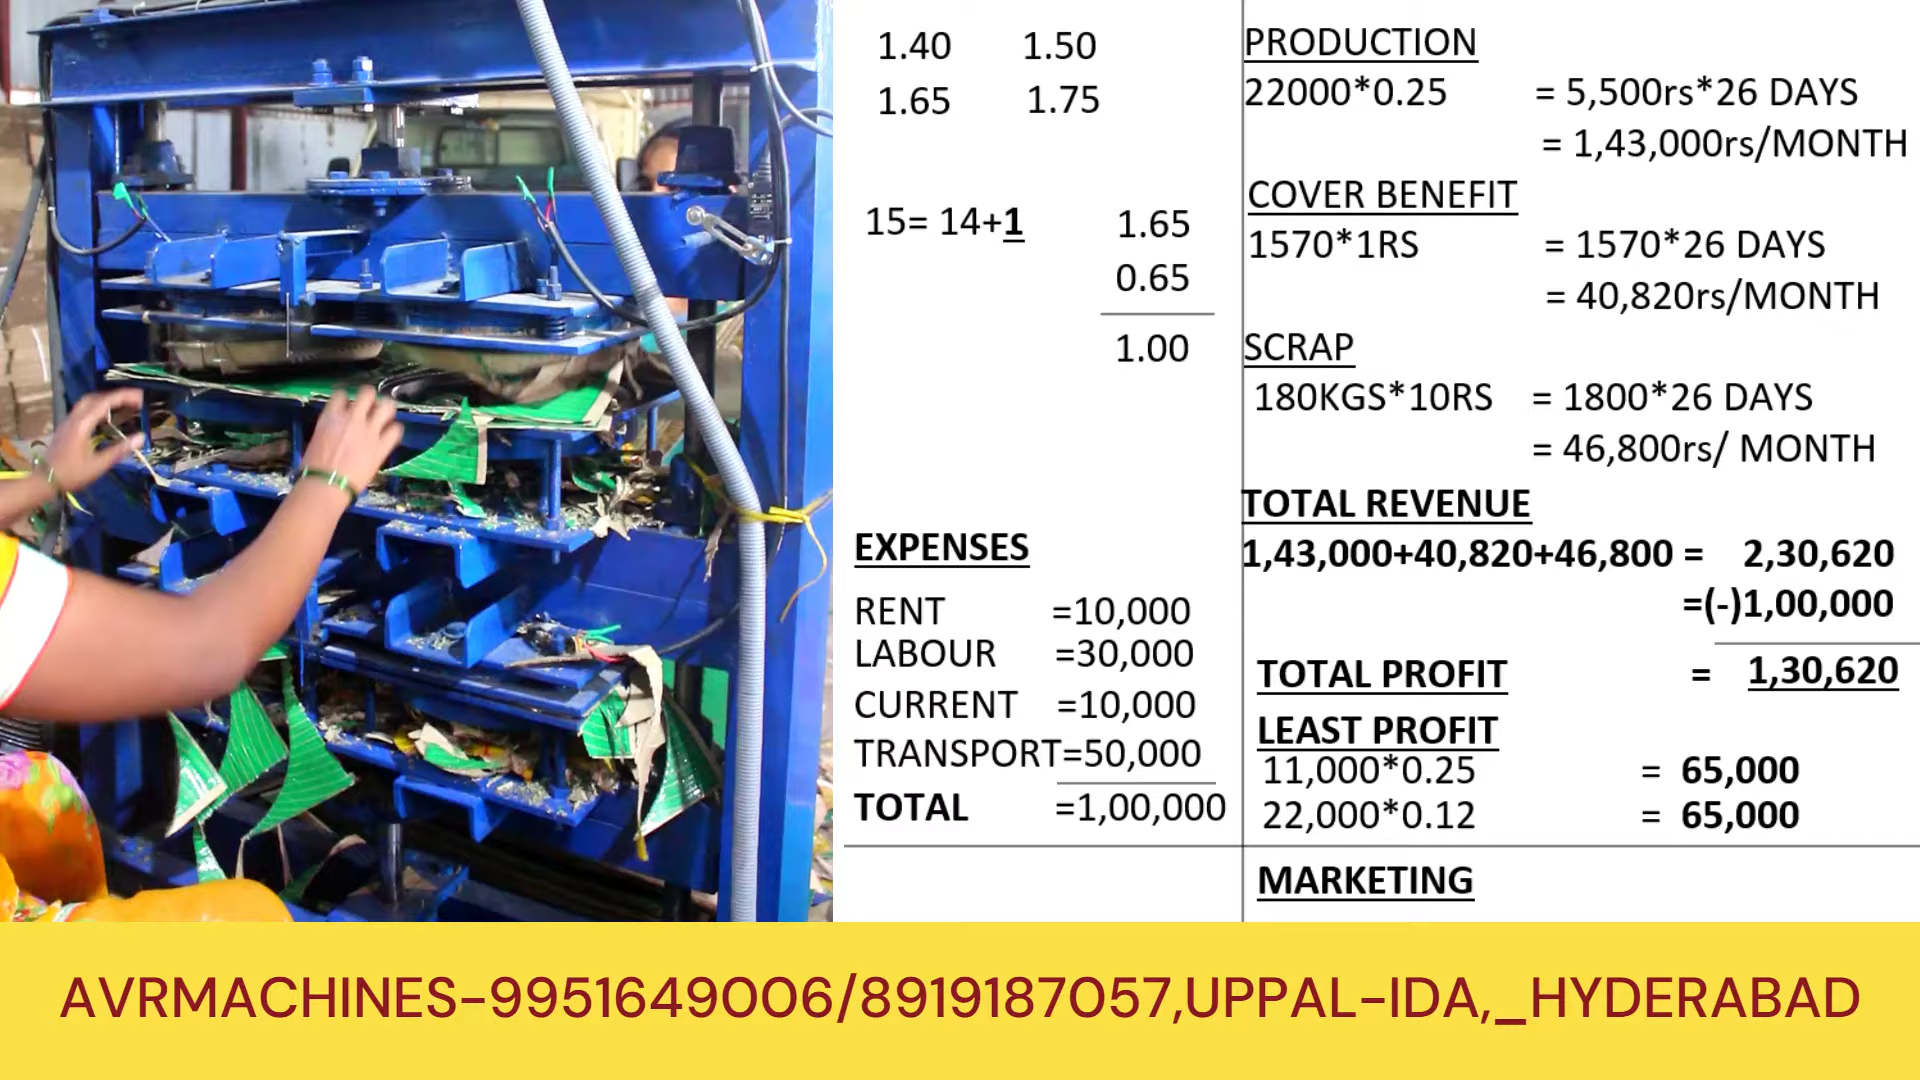 1.40 1.50
1.65 1.75
15= 14+1 1.65
0.65
1.00
EXPENSES
RENT =10,000
LABOUR =30,000
CURRENT =10,000
TRANSPORT=50,000
TOTAL =1,00,000
PRODUCTION
22000*0.25 = 5,500rs*26 DAYS
= 1,43,000rs/MONTH
COVER BENEFIT
1570*1RS = 1570*26 DAYS
= 40,820rs/MONTH
SCRAP
180KGS*10RS = 1800*26 DAYS
= 46,800rs/ MONTH
TOTAL REVENUE
1,43,000+40,820+46,800 = 2,30,620
=(-)1,00,000
TOTAL PROFIT = 1,30,620
LEAST PROFIT
11,000*0.25 = 65,000
22,000*0.12 = 65,000
MARKETING
AVRMACHINES-9951649006/8919187057,UPPAL-IDA,_HYDERABAD